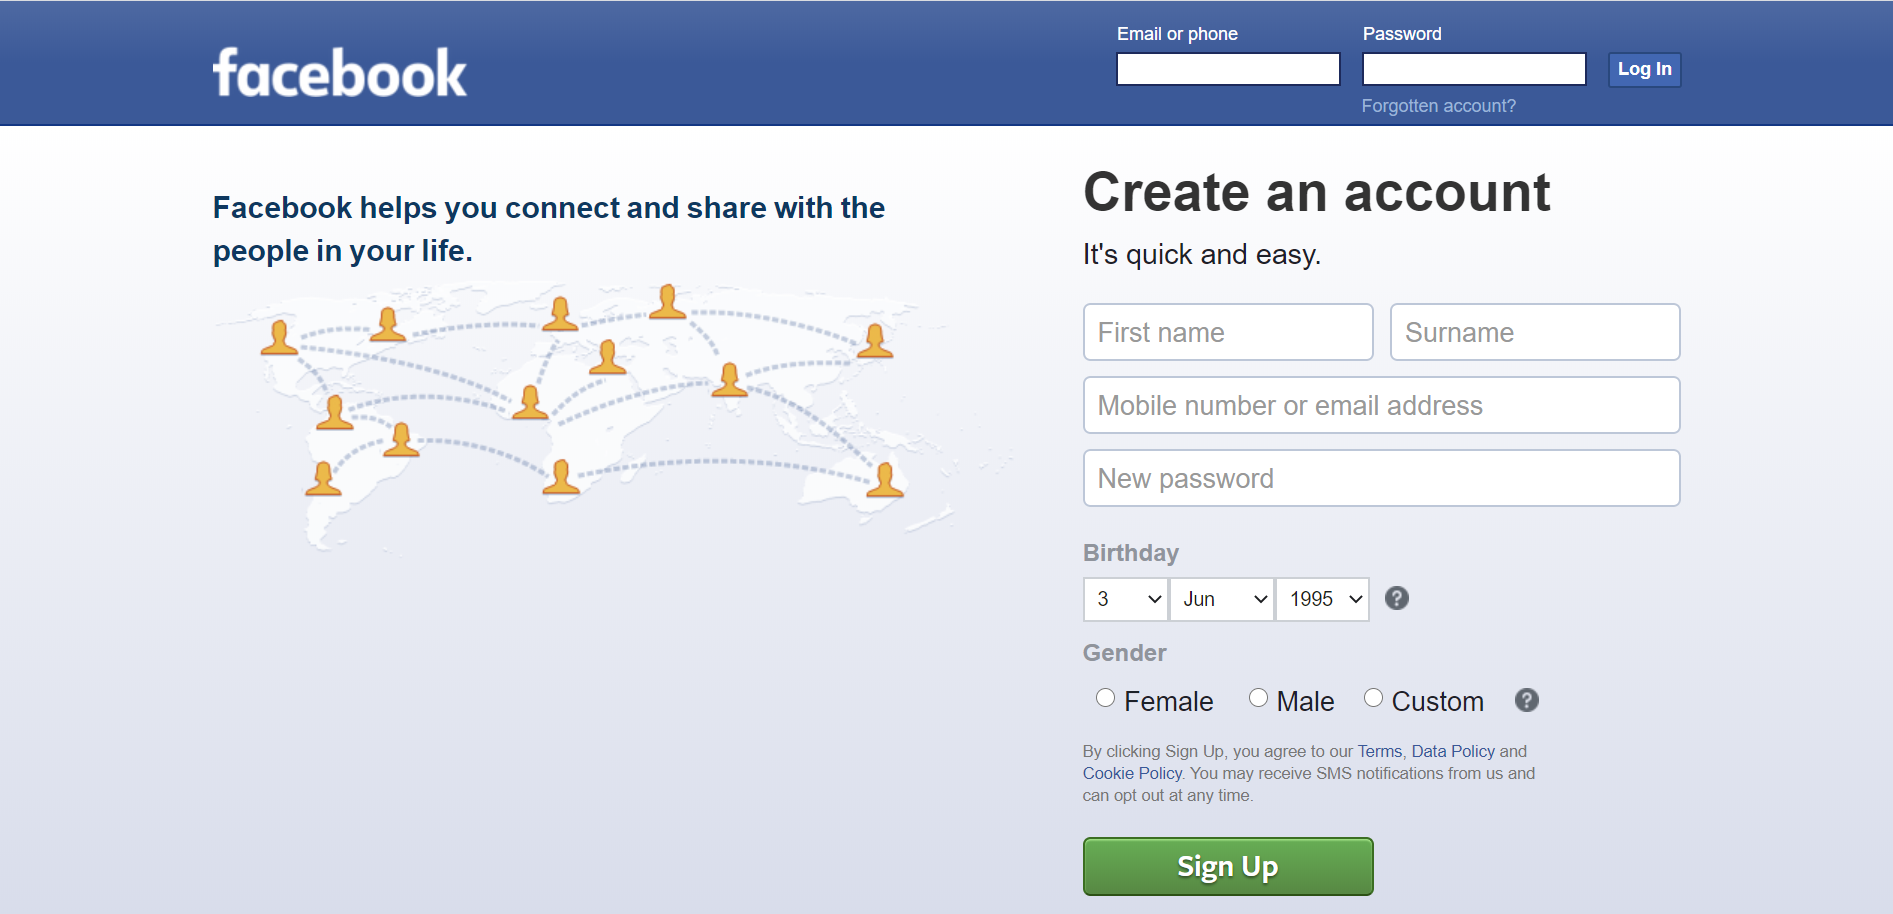 facebook
Email or phone
Password
Log In
Forgotten account?
Facebook helps you connect and share with the
people in your life.
Create an account
It's quick and easy.
First name
Surname
Mobile number or email address
New password
Birthday
3 Jun 1995 ?
Gender
Female Male Custom ?
By clicking Sign Up, you agree to our Terms, Data Policy and
Cookie Policy. You may receive SMS notifications from us and
can opt out at any time.
Sign Up